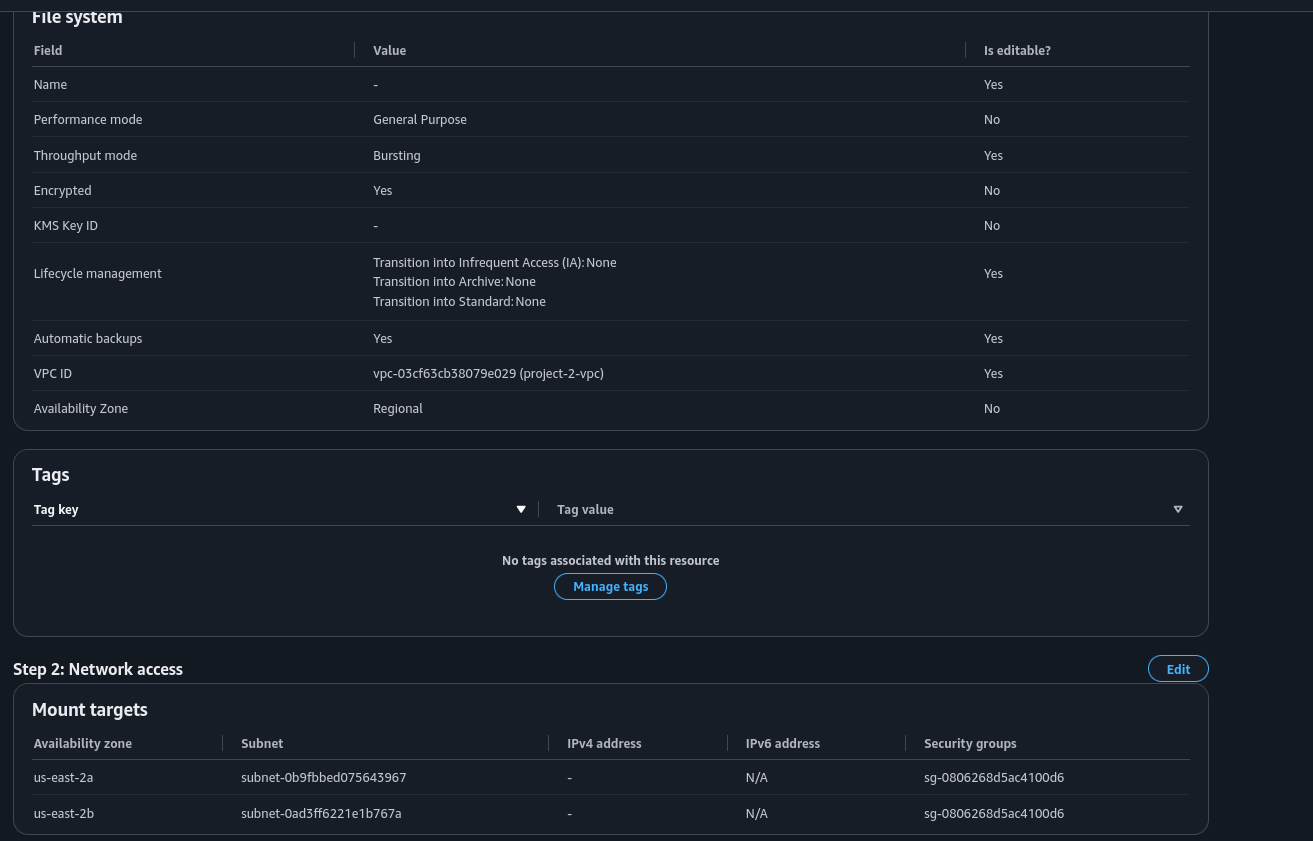 File system
Field Value Is editable?
Name - Yes
Performance mode General Purpose No
Throughput mode Bursting Yes
Encrypted Yes No
KMS Key ID - No
Lifecycle management Transition into Infrequent Access (IA): None Yes
Transition into Archive: None
Transition into Standard: None
Automatic backups Yes Yes
VPC ID vpc-03cf63cb38079e029 (project-2-vpc) Yes
Availability Zone Regional No
Tags
Tag key Tag value
No tags associated with this resource
Manage tags
Step 2: Network access Edit
Mount targets
Availability zone Subnet IPv4 address IPv6 address Security groups
us-east-2a subnet-0b9fbbed075643967 - N/A sg-0806268d5ac4100d6
us-east-2b subnet-0ad3ff6221e1b767a - N/A sg-0806268d5ac4100d6